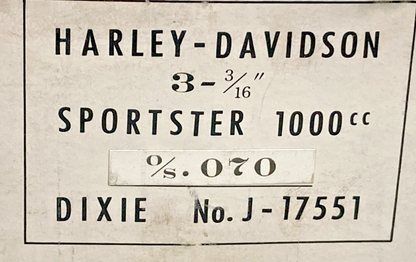 HARLEY-DAVIDSON
3-3/16"
SPORTSTER 1000cc
o/s. 070
DIXIE No. J-17551